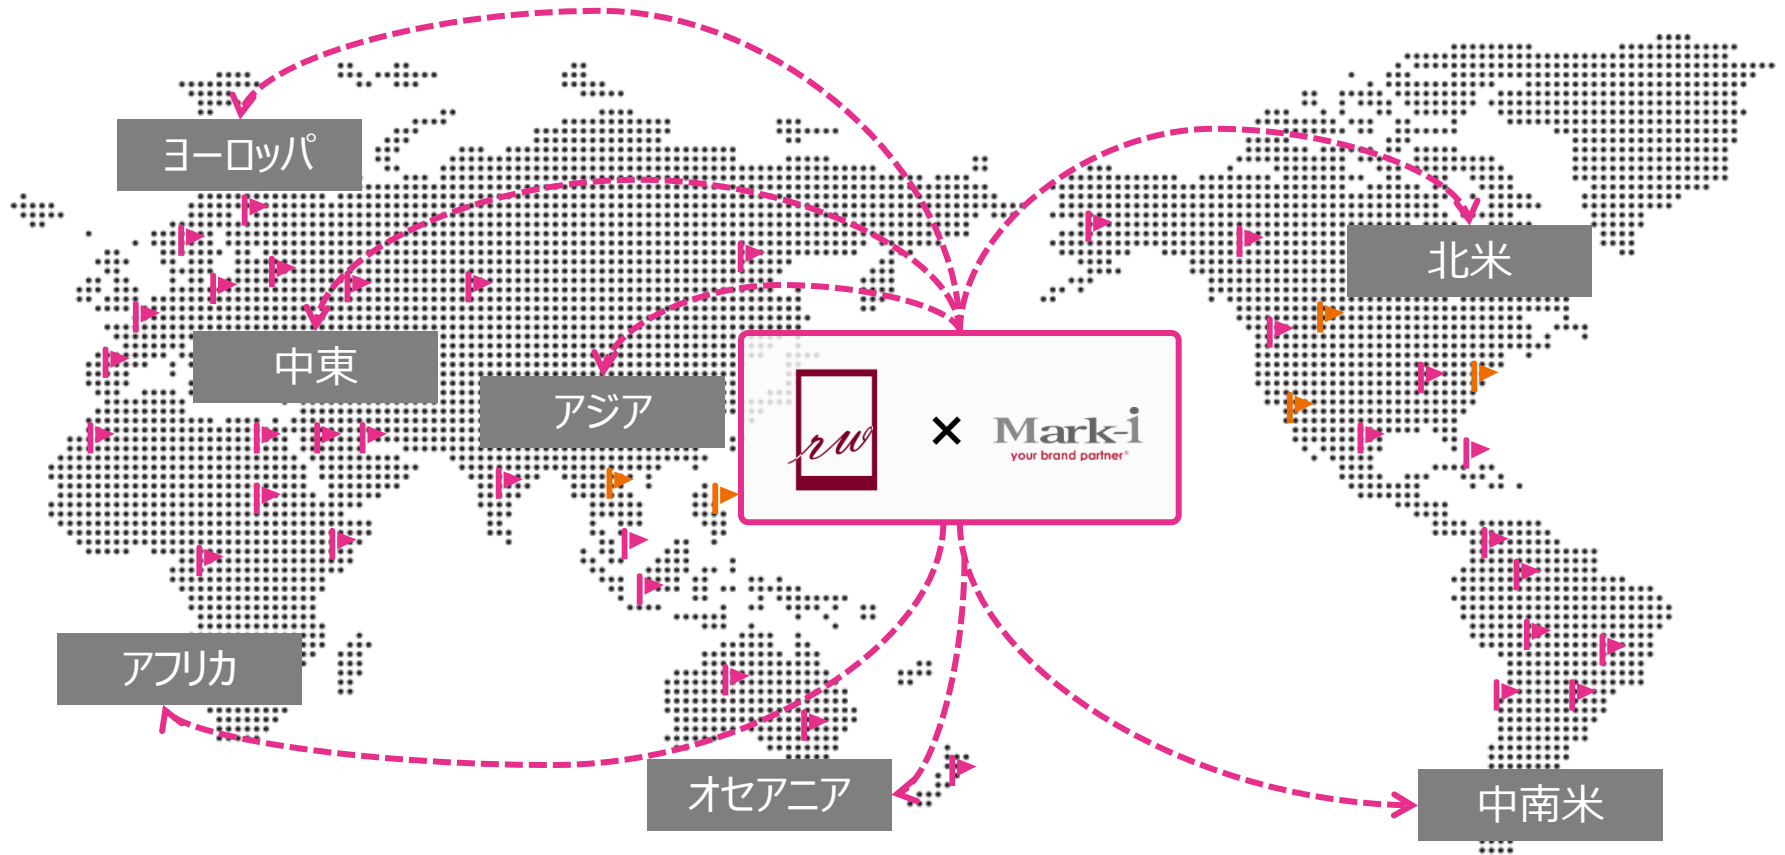 ヨーロッパ
北米
中東
アジア
rw
×
Mark-i
your brand partner®
アフリカ
オセアニア
中南米